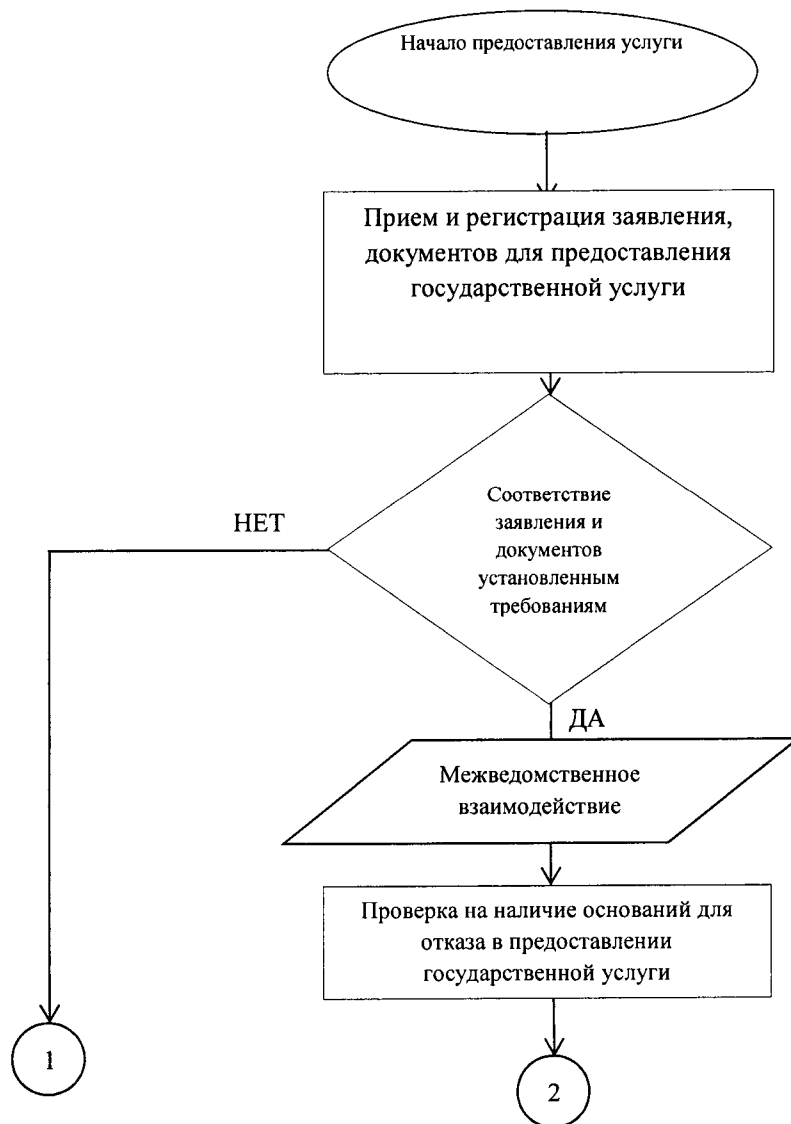 Начало предоставления услуги
Прием и регистрация заявления,
документов для предоставления
государственной услуги
Соответствие
заявления и
документов
установленным
требованиям
НЕТ
ДА
Межведомственное
взаимодействие
Проверка на наличие оснований для
отказа в предоставлении
государственной услуги
1
2